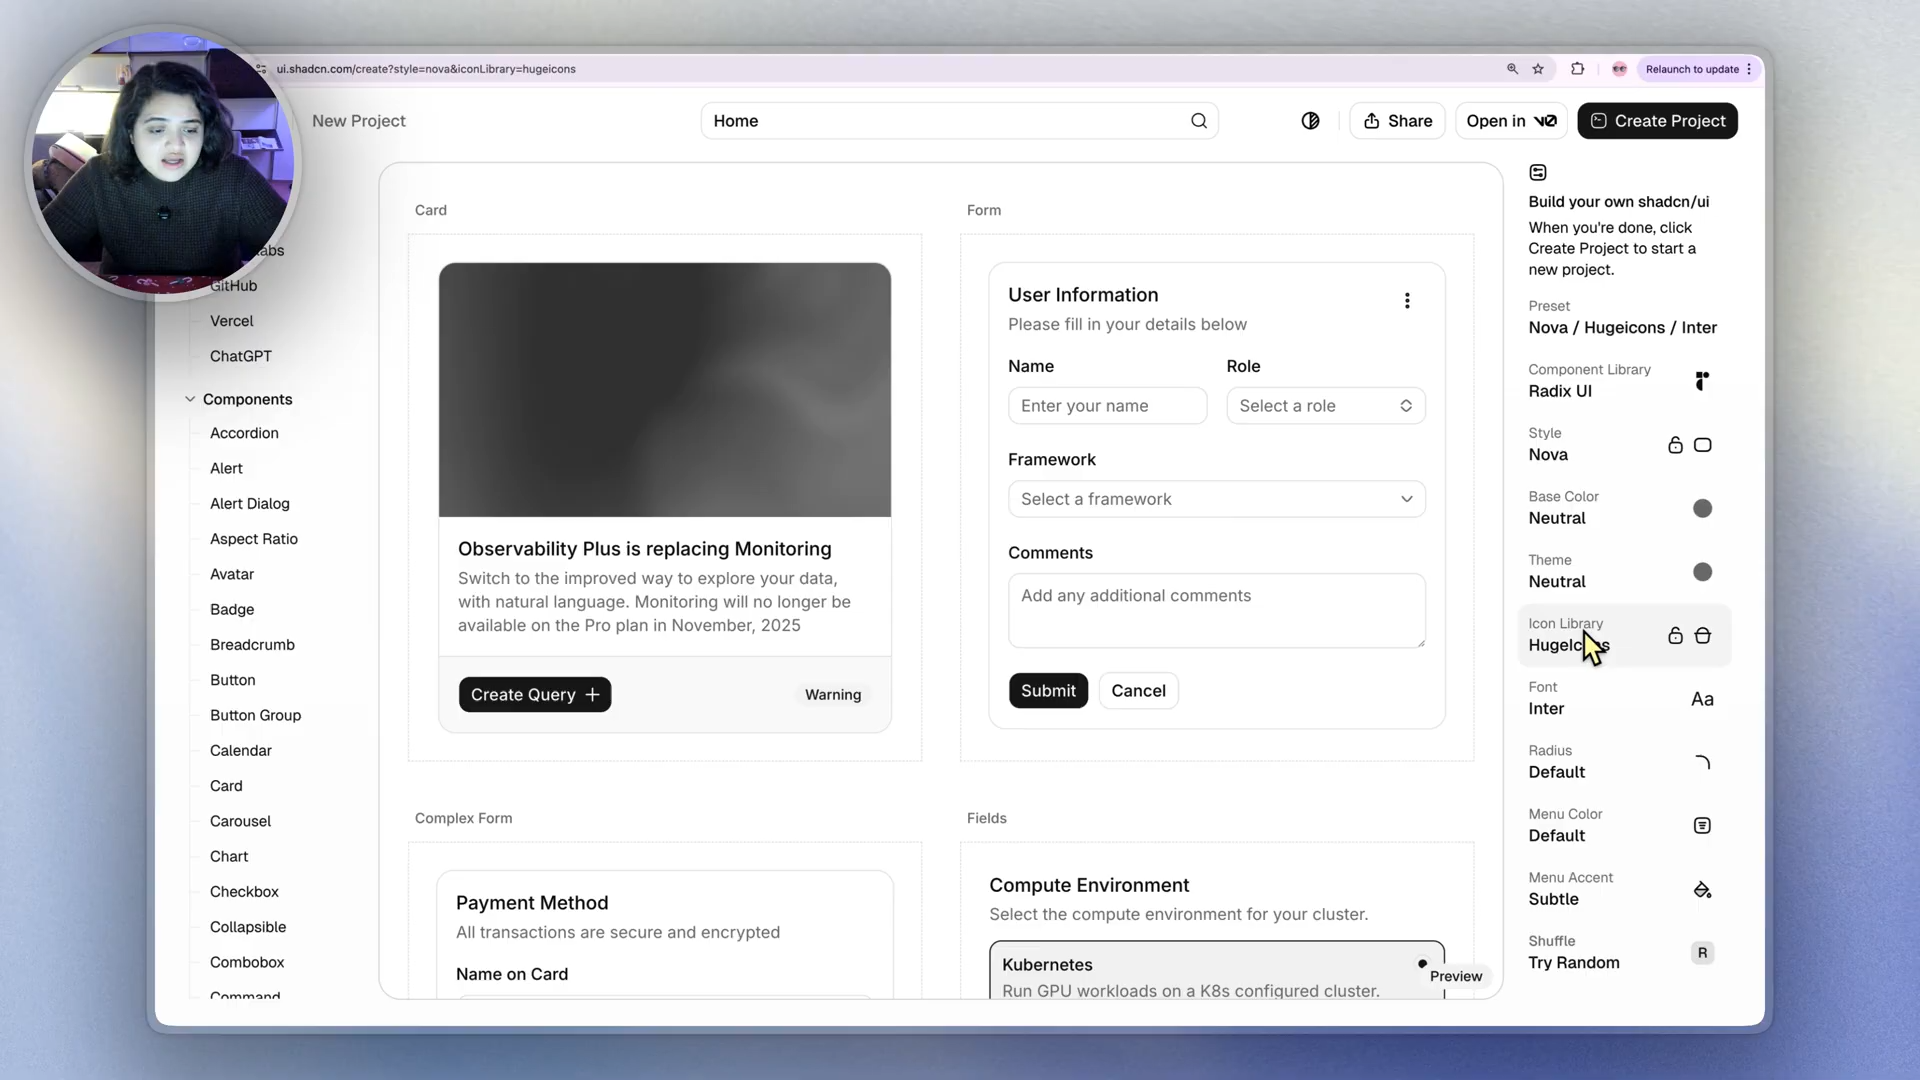 ui.shadcn.com/create?style=nova&iconLibrary=hugeicons
Relaunch to update
New Project
Home
Share
Open in v0
Create Project
GitHub
Vercel
ChatGPT
Components
Accordion
Alert
Alert Dialog
Aspect Ratio
Avatar
Badge
Breadcrumb
Button
Button Group
Calendar
Card
Carousel
Chart
Checkbox
Collapsible
Combobox
Command
Card
Observability Plus is replacing Monitoring
Switch to the improved way to explore your data,
with natural language. Monitoring will no longer be
available on the Pro plan in November, 2025
Create Query
Warning
Form
User Information
Please fill in your details below
Name
Role
Enter your name
Select a role
Framework
Select a framework
Comments
Add any additional comments
Submit
Cancel
Complex Form
Payment Method
All transactions are secure and encrypted
Name on Card
Fields
Compute Environment
Select the compute environment for your cluster.
Kubernetes
Run GPU workloads on a K8s configured cluster.
Preview
Build your own shadcn/ui
When you're done, click
Create Project to start a
new project.
Preset
Nova / Hugeicons / Inter
Component Library
Radix UI
Style
Nova
Base Color
Neutral
Theme
Neutral
Icon Library
HugeIcons
Font
Inter
Aa
Radius
Default
Menu Color
Default
Menu Accent
Subtle
Shuffle
Try Random
R